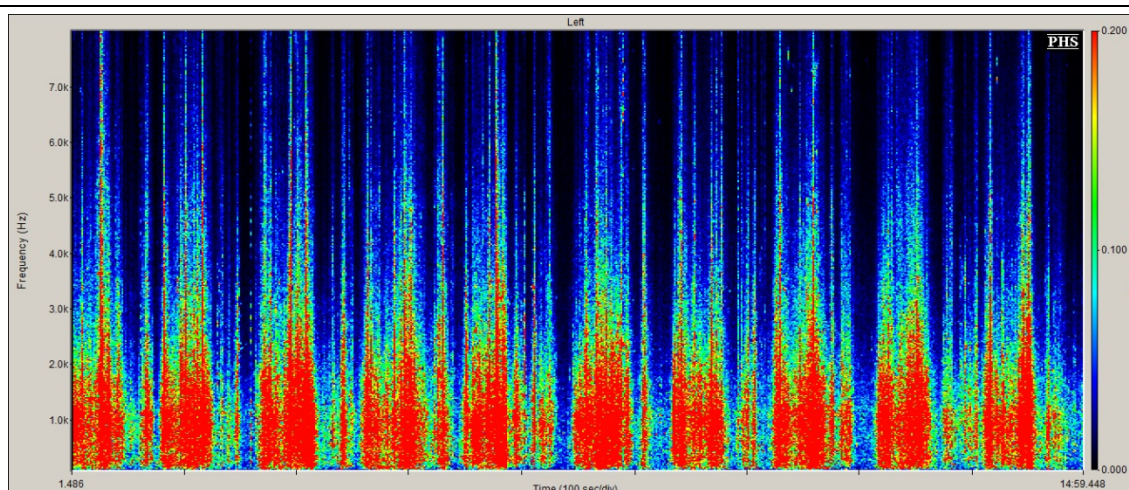 Left
PHS
0.200
7.0k
6.0k
5.0k
4.0k
3.0k
2.0k
1.0k
0.100
0.000
Frequency (Hz)
1.486
Time (100 sec/div)
14:59.448